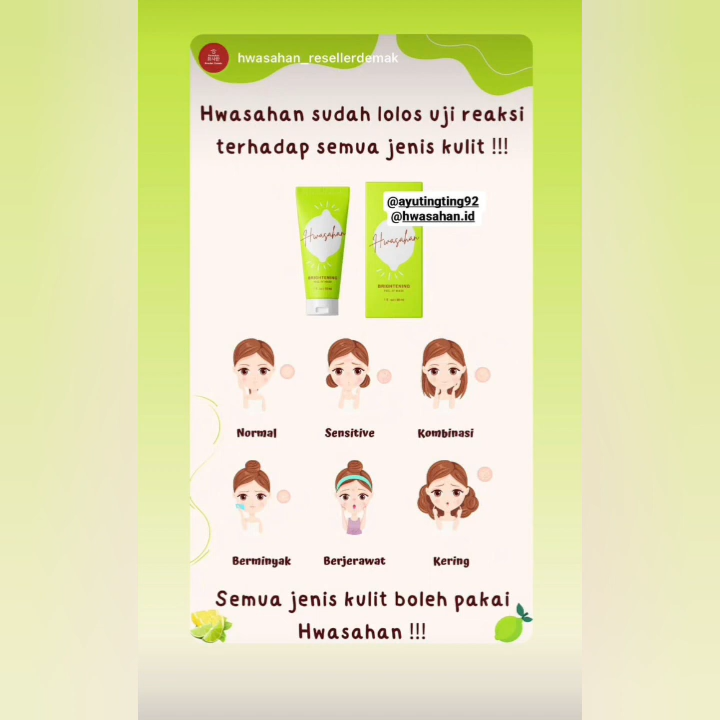 hwasahan_resellerdemak
Hwasahan sudah lolos uji reaksi
terhadap semua jenis kulit !!!
@ayutingting92
@hwasahan.id
Hwasahan
Hwasahan
BRIGHTENING
BRIGHTENING
Normal
Sensitive
Kombinasi
Berminyak
Berjerawat
Kering
Semua jenis kulit boleh pakai
Hwasahan !!!